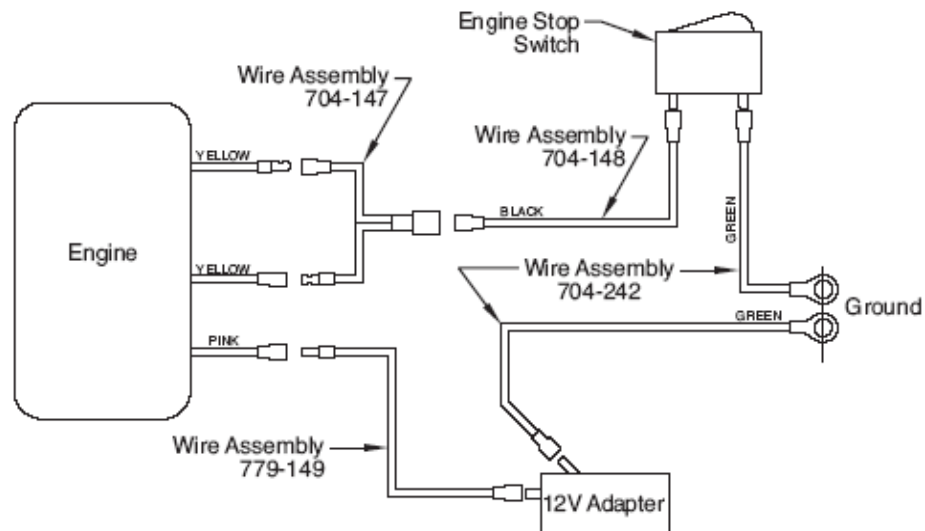 Engine Stop
Switch
Wire Assembly
704-147
Wire Assembly
704-148
YELLOW
BLACK
GREEN
Engine
YELLOW
Wire Assembly
704-242
Ground
GREEN
PINK
Wire Assembly
779-149
12V Adapter